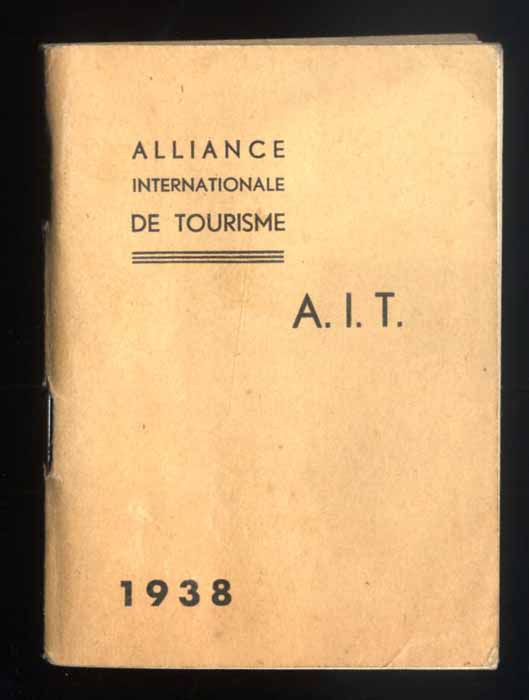 ALLIANCE
INTERNATIONALE
DE TOURISME
A. I. T.
1938